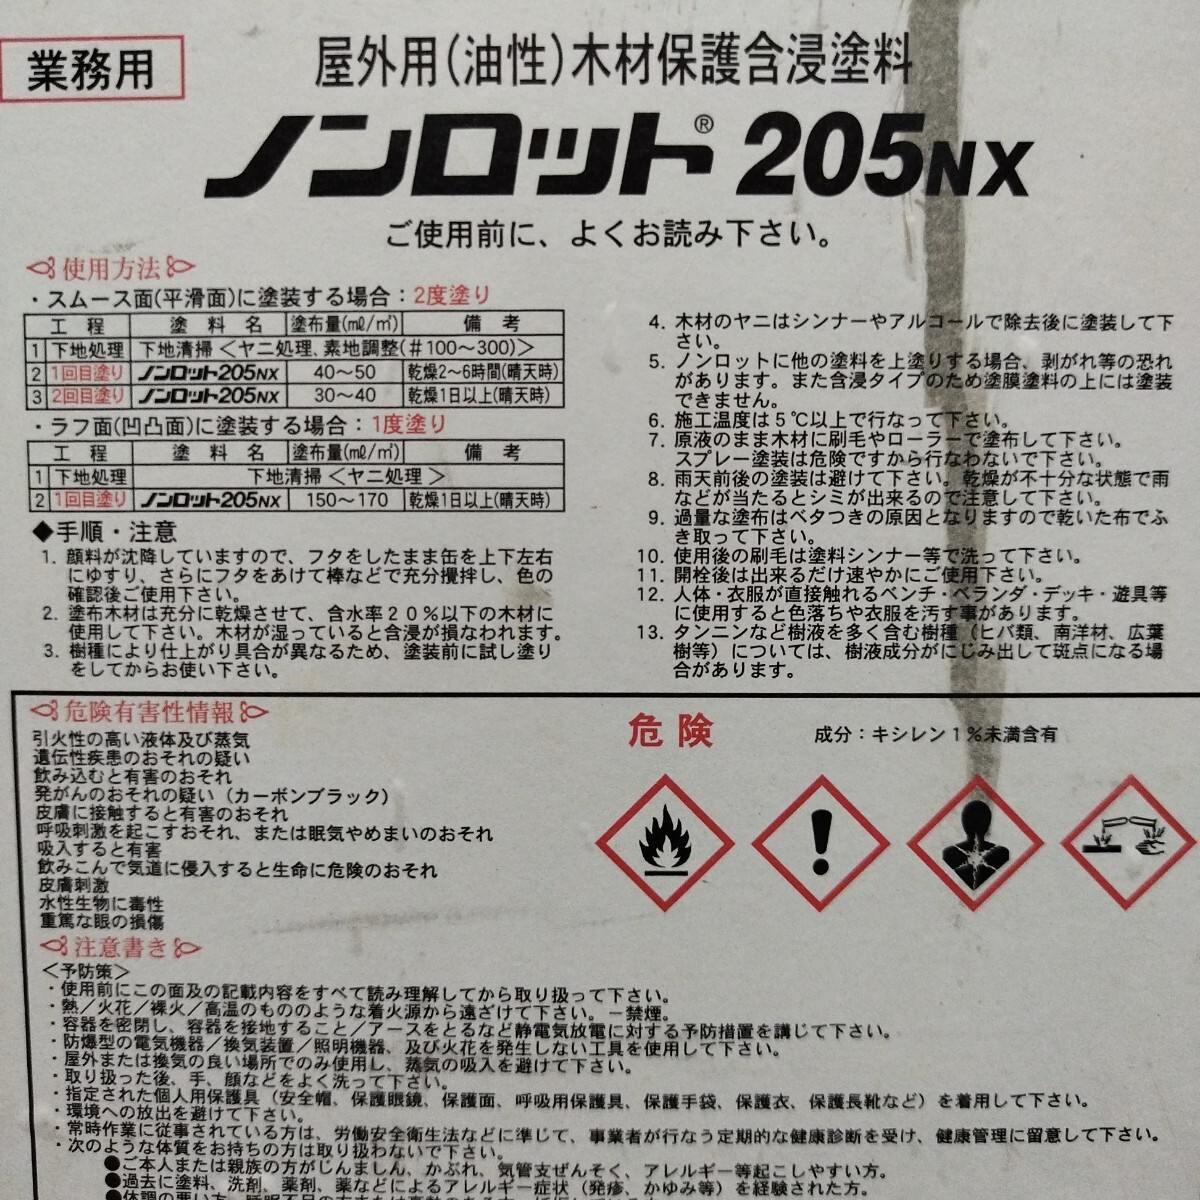 業務用
屋外用(油性)木材保護含浸塗料
ノンロット® 205NX
ご使用前に、よくお読み下さい。
使用方法
・スムース面(平滑面)に塗装する場合：2度塗り
工程 塗料名 塗布量(mℓ/㎡) 備考
1 下地処理 下地清掃＜ヤニ処理、素地調整(＃100～300)＞
2 1回目塗り ノンロット205NX 40～50 乾燥2～6時間(晴天時)
3 2回目塗り ノンロット205NX 30～40 乾燥1日以上(晴天時)
・ラフ面(凹凸面)に塗装する場合：1度塗り
工程 塗料名 塗布量(mℓ/㎡) 備考
1 下地処理 下地清掃＜ヤニ処理＞
2 1回目塗り ノンロット205NX 150～170 乾燥1日以上(晴天時)
◆手順・注意
1. 顔料が沈降していますので、フタをしたまま缶を上下左右
にゆすり、さらにフタをあけて棒などで充分攪拌し、色の
確認後ご使用下さい。
2. 塗布木材は充分に乾燥させて、含水率２０％以下の木材に
使用して下さい。木材が湿っていると含浸が損なわれます。
3. 樹種により仕上がり具合が異なるため、塗装前に試し塗り
をしてからお使い下さい。
4. 木材のヤニはシンナーやアルコールで除去後に塗装して下
さい。
5. ノンロットに他の塗料を上塗りする場合、剥がれ等の恐れ
があります。また含浸タイプのため塗膜塗料の上には塗装
できません。
6. 施工温度は５℃以上で行なって下さい。
7. 原液のまま木材に刷毛やローラーで塗布して下さい。
スプレー塗装は危険ですから行なわないで下さい。
8. 雨天前後の塗装は避けて下さい。乾燥が不十分な状態で雨
などが当たるとシミが出来るので注意して下さい。
9. 過量な塗布はベタつきの原因となりますので乾いた布でふ
き取って下さい。
10. 使用後の刷毛は塗料シンナー等で洗って下さい。
11. 開栓後は出来るだけ速やかにご使用下さい。
12. 人体・衣服が直接触れるベンチ・ベランダ・デッキ・遊具等
に使用すると色落ちや衣服を汚す事があります。
13. タンニンなど樹液を多く含む樹種（ヒバ類、南洋材、広葉
樹等）については、樹液成分がにじみ出して斑点になる場
合があります。
危険有害性情報
引火性の高い液体及び蒸気
遺伝性疾患のおそれの疑い
飲み込むと有害のおそれ
発がんのおそれの疑い（カーボンブラック）
皮膚に接触すると有害のおそれ
呼吸刺激を起こすおそれ、または眠気やめまいのおそれ
吸入すると有害
飲みこんで気道に侵入すると生命に危険のおそれ
皮膚刺激
水性生物に毒性
重篤な眼の損傷
危険
成分：キシレン１％未満含有
注意書き
＜予防策＞
・使用前にこの面及の記載内容をすべて読み理解してから取り扱って下さい。
・熱／火花／裸火／高温のもののような着火源から遠ざけて下さい。－禁煙。
・容器を密閉し、容器を接地すること／アースをとるなど静電気放電に対する予防措置を講じて下さい。
・防爆型の電気機器／換気装置／照明機器、及び火花を発生しない工具を使用して下さい。
・屋外または換気の良い場所でのみ使用し、蒸気の吸入を避けて下さい。
・取り扱った後、手、顔などをよく洗って下さい。
・指定された個人用保護具（安全帽、保護眼鏡、保護面、呼吸用保護具、保護手袋、保護衣、保護長靴など）を着用して下さい。
・環境への放出を避けて下さい。
・常時作業に従事されている方は、労働安全衛生法などに準じて、事業者が行なう定期的な健康診断を受け、健康管理に留意して下さい。
・次のような体質をお持ちの方は取り扱わないで下さい。
●ご本人または親族の方がじんましん、かぶれ、気管支ぜんそく、アレルギー等起こしやすい方。
●過去に塗料、洗剤、薬剤、薬などによるアレルギー症状（発疹、かゆみ等）を経験された方。